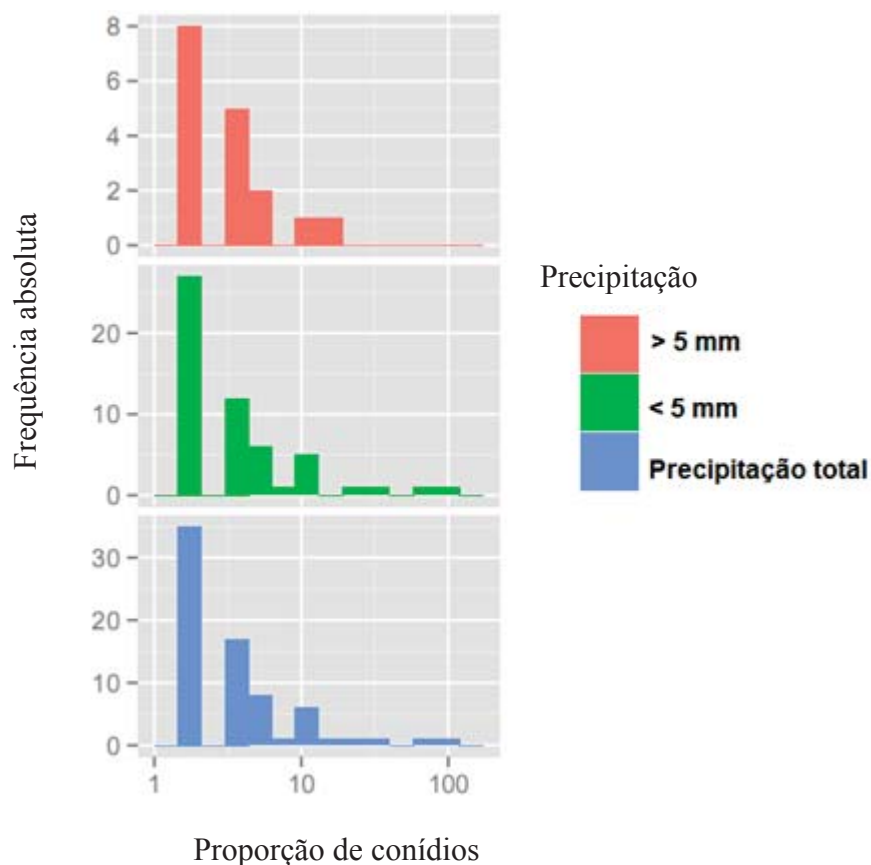 Frequência absoluta
8
6
4
2
0
20
10
0
30
20
10
0
1 10 100
Proporção de conídios
Precipitação
> 5 mm
< 5 mm
Precipitação total